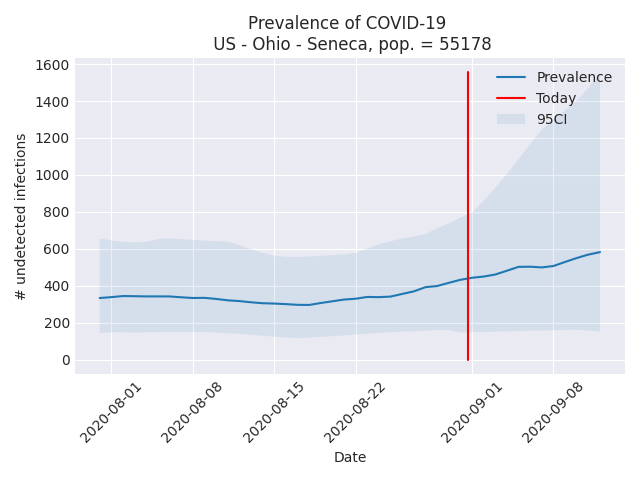 Prevalence of COVID-19
US - Ohio - Seneca, pop. = 55178
1600
1400
1200
1000
800
600
400
200
0
# undetected infections
Prevalence
Today
95CI
2020-08-01
2020-08-08
2020-08-15
2020-08-22
2020-09-01
2020-09-08
Date